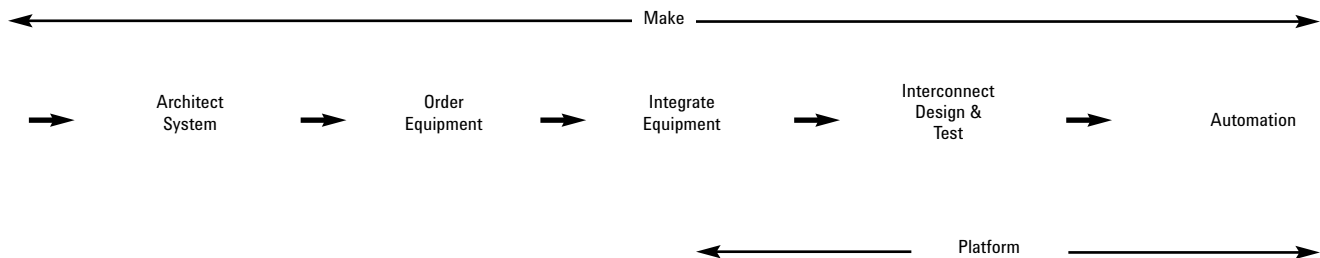 Make
Architect
System
Order
Equipment
Integrate
Equipment
Interconnect
Design &
Test
Automation
Platform